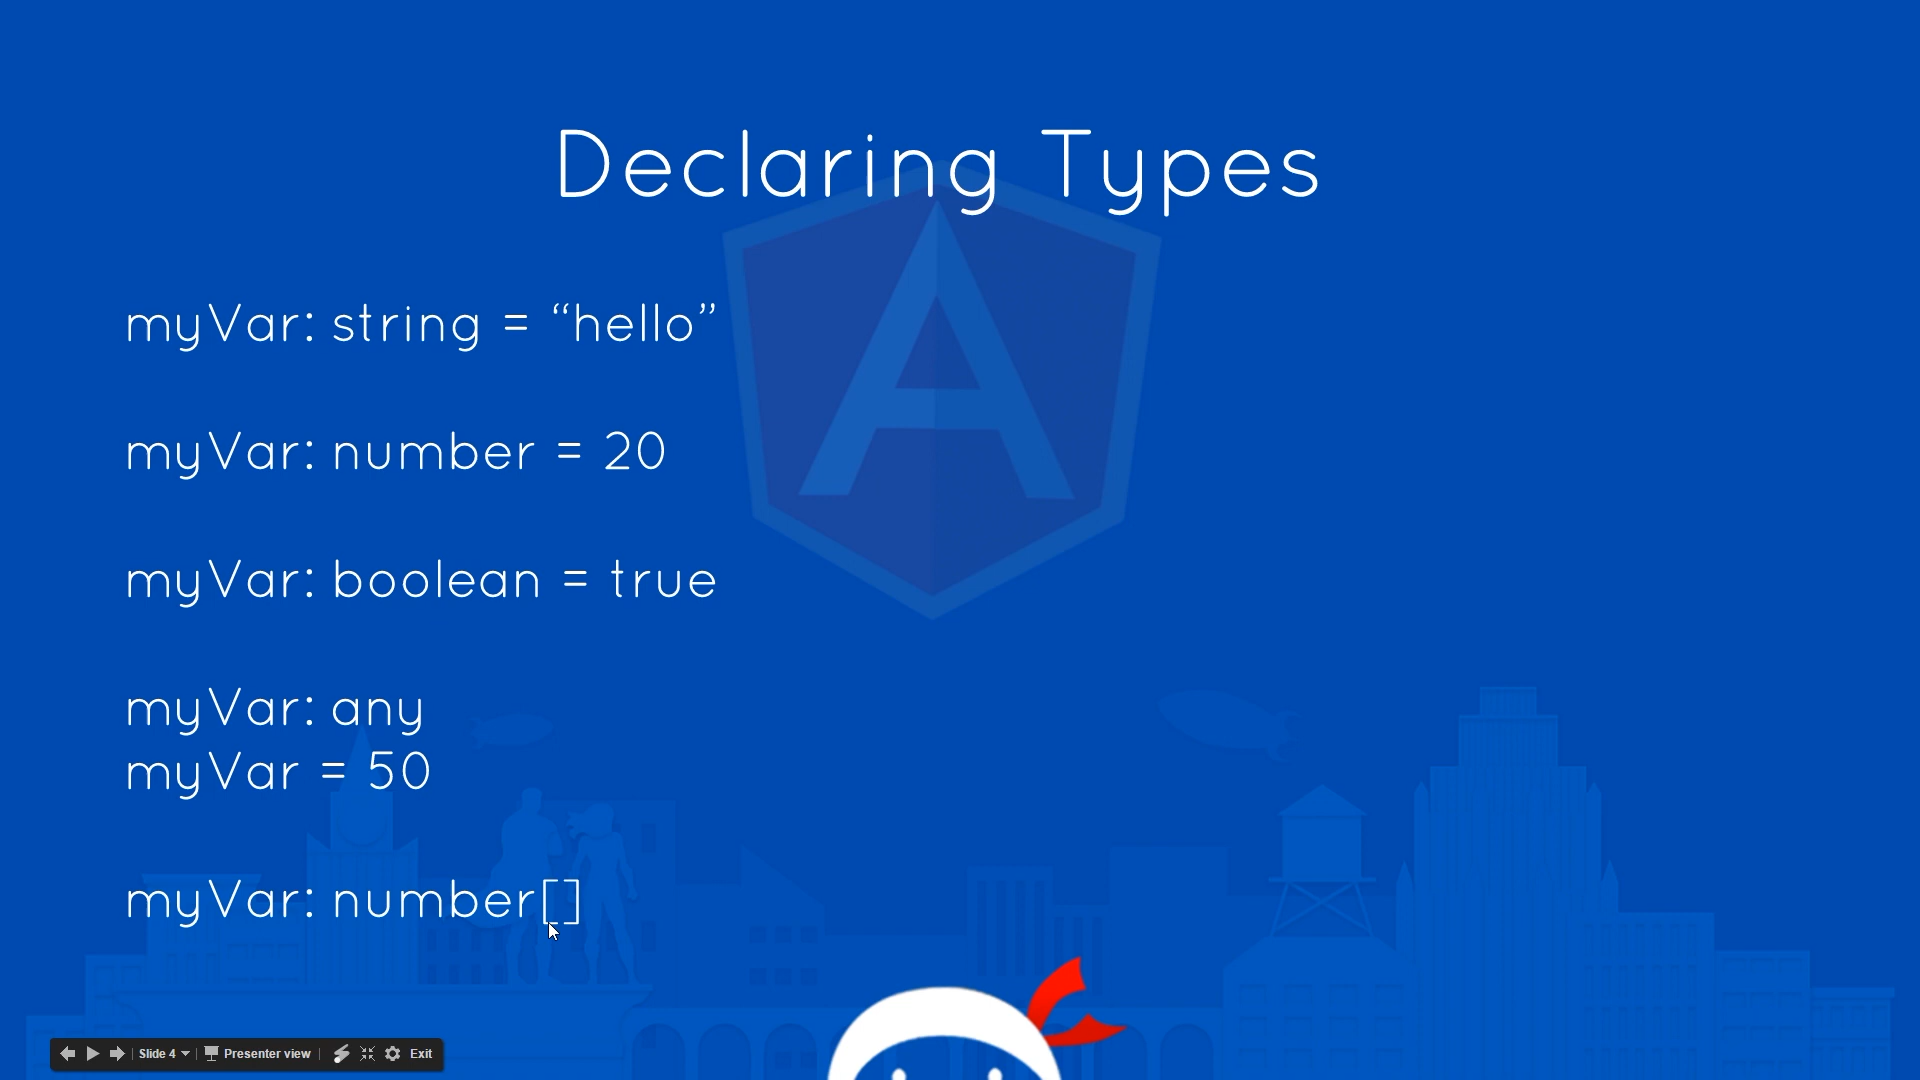 Declaring Types
myVar: string = “hello”
myVar: number = 20
myVar: boolean = true
myVar: any
myVar = 50
myVar: number[]
Slide 4
Presenter view
Exit